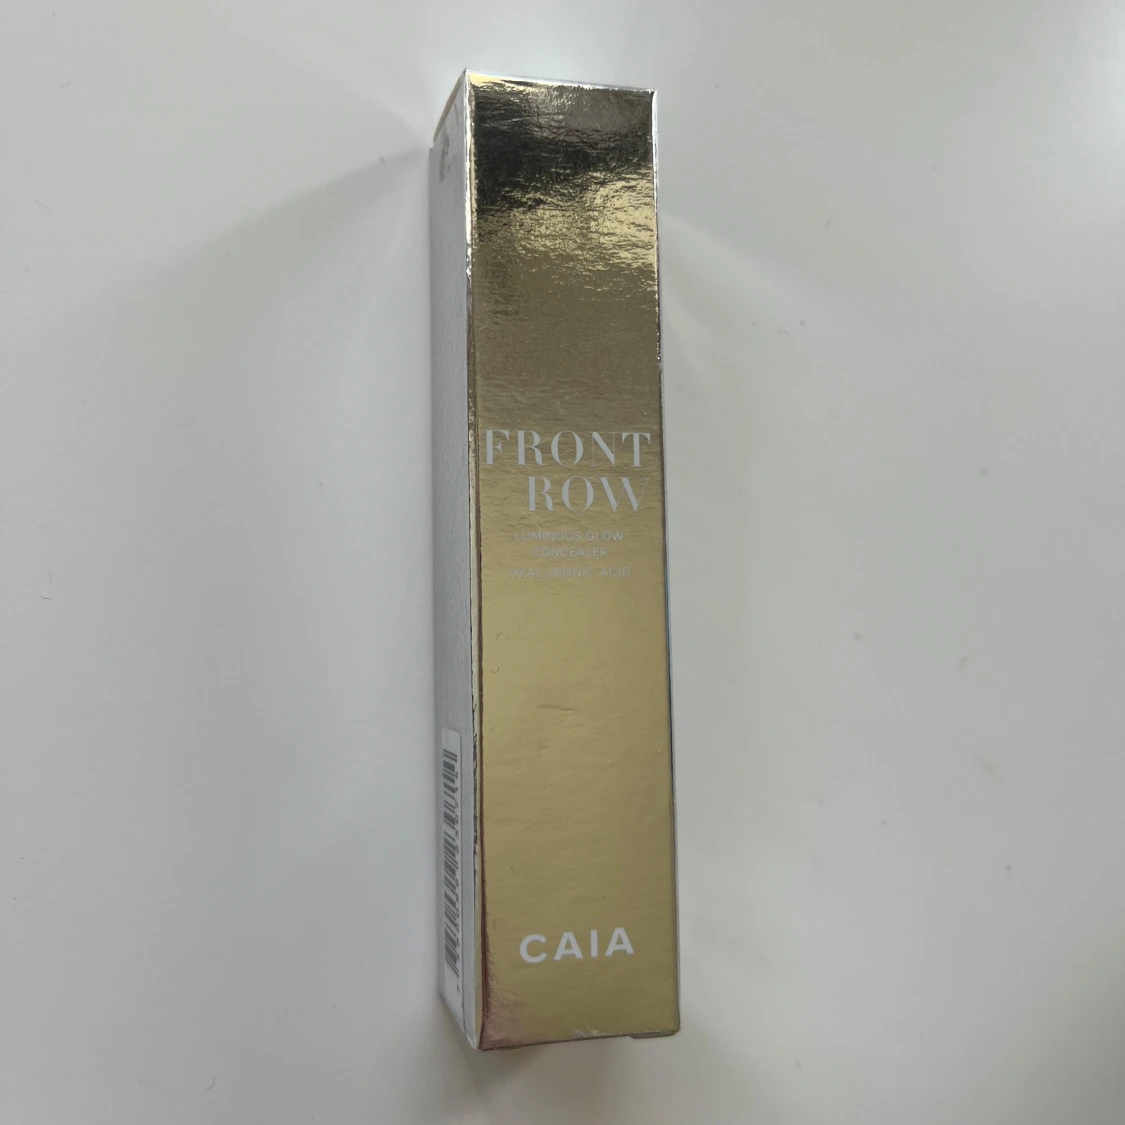 FRONT
ROW
LUMINOUS GLOW
CONCEALER
HYALURONIC ACID
CAIA